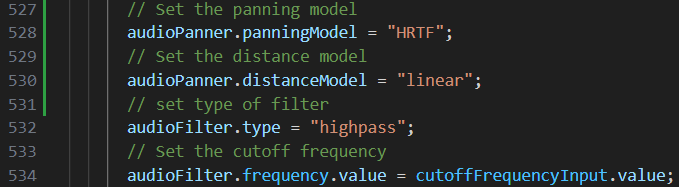 527 // Set the panning model
528 audioPanner.panningModel = "HRTF";
529 // Set the distance model
530 audioPanner.distanceModel = "linear";
531 // set type of filter
532 audioFilter.type = "highpass";
533 // Set the cutoff frequency
534 audioFilter.frequency.value = cutoffFrequencyInput.value;